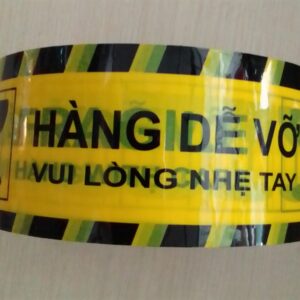 HÀNG DỄ VỠ
VUI LÒNG NHẸ TAY